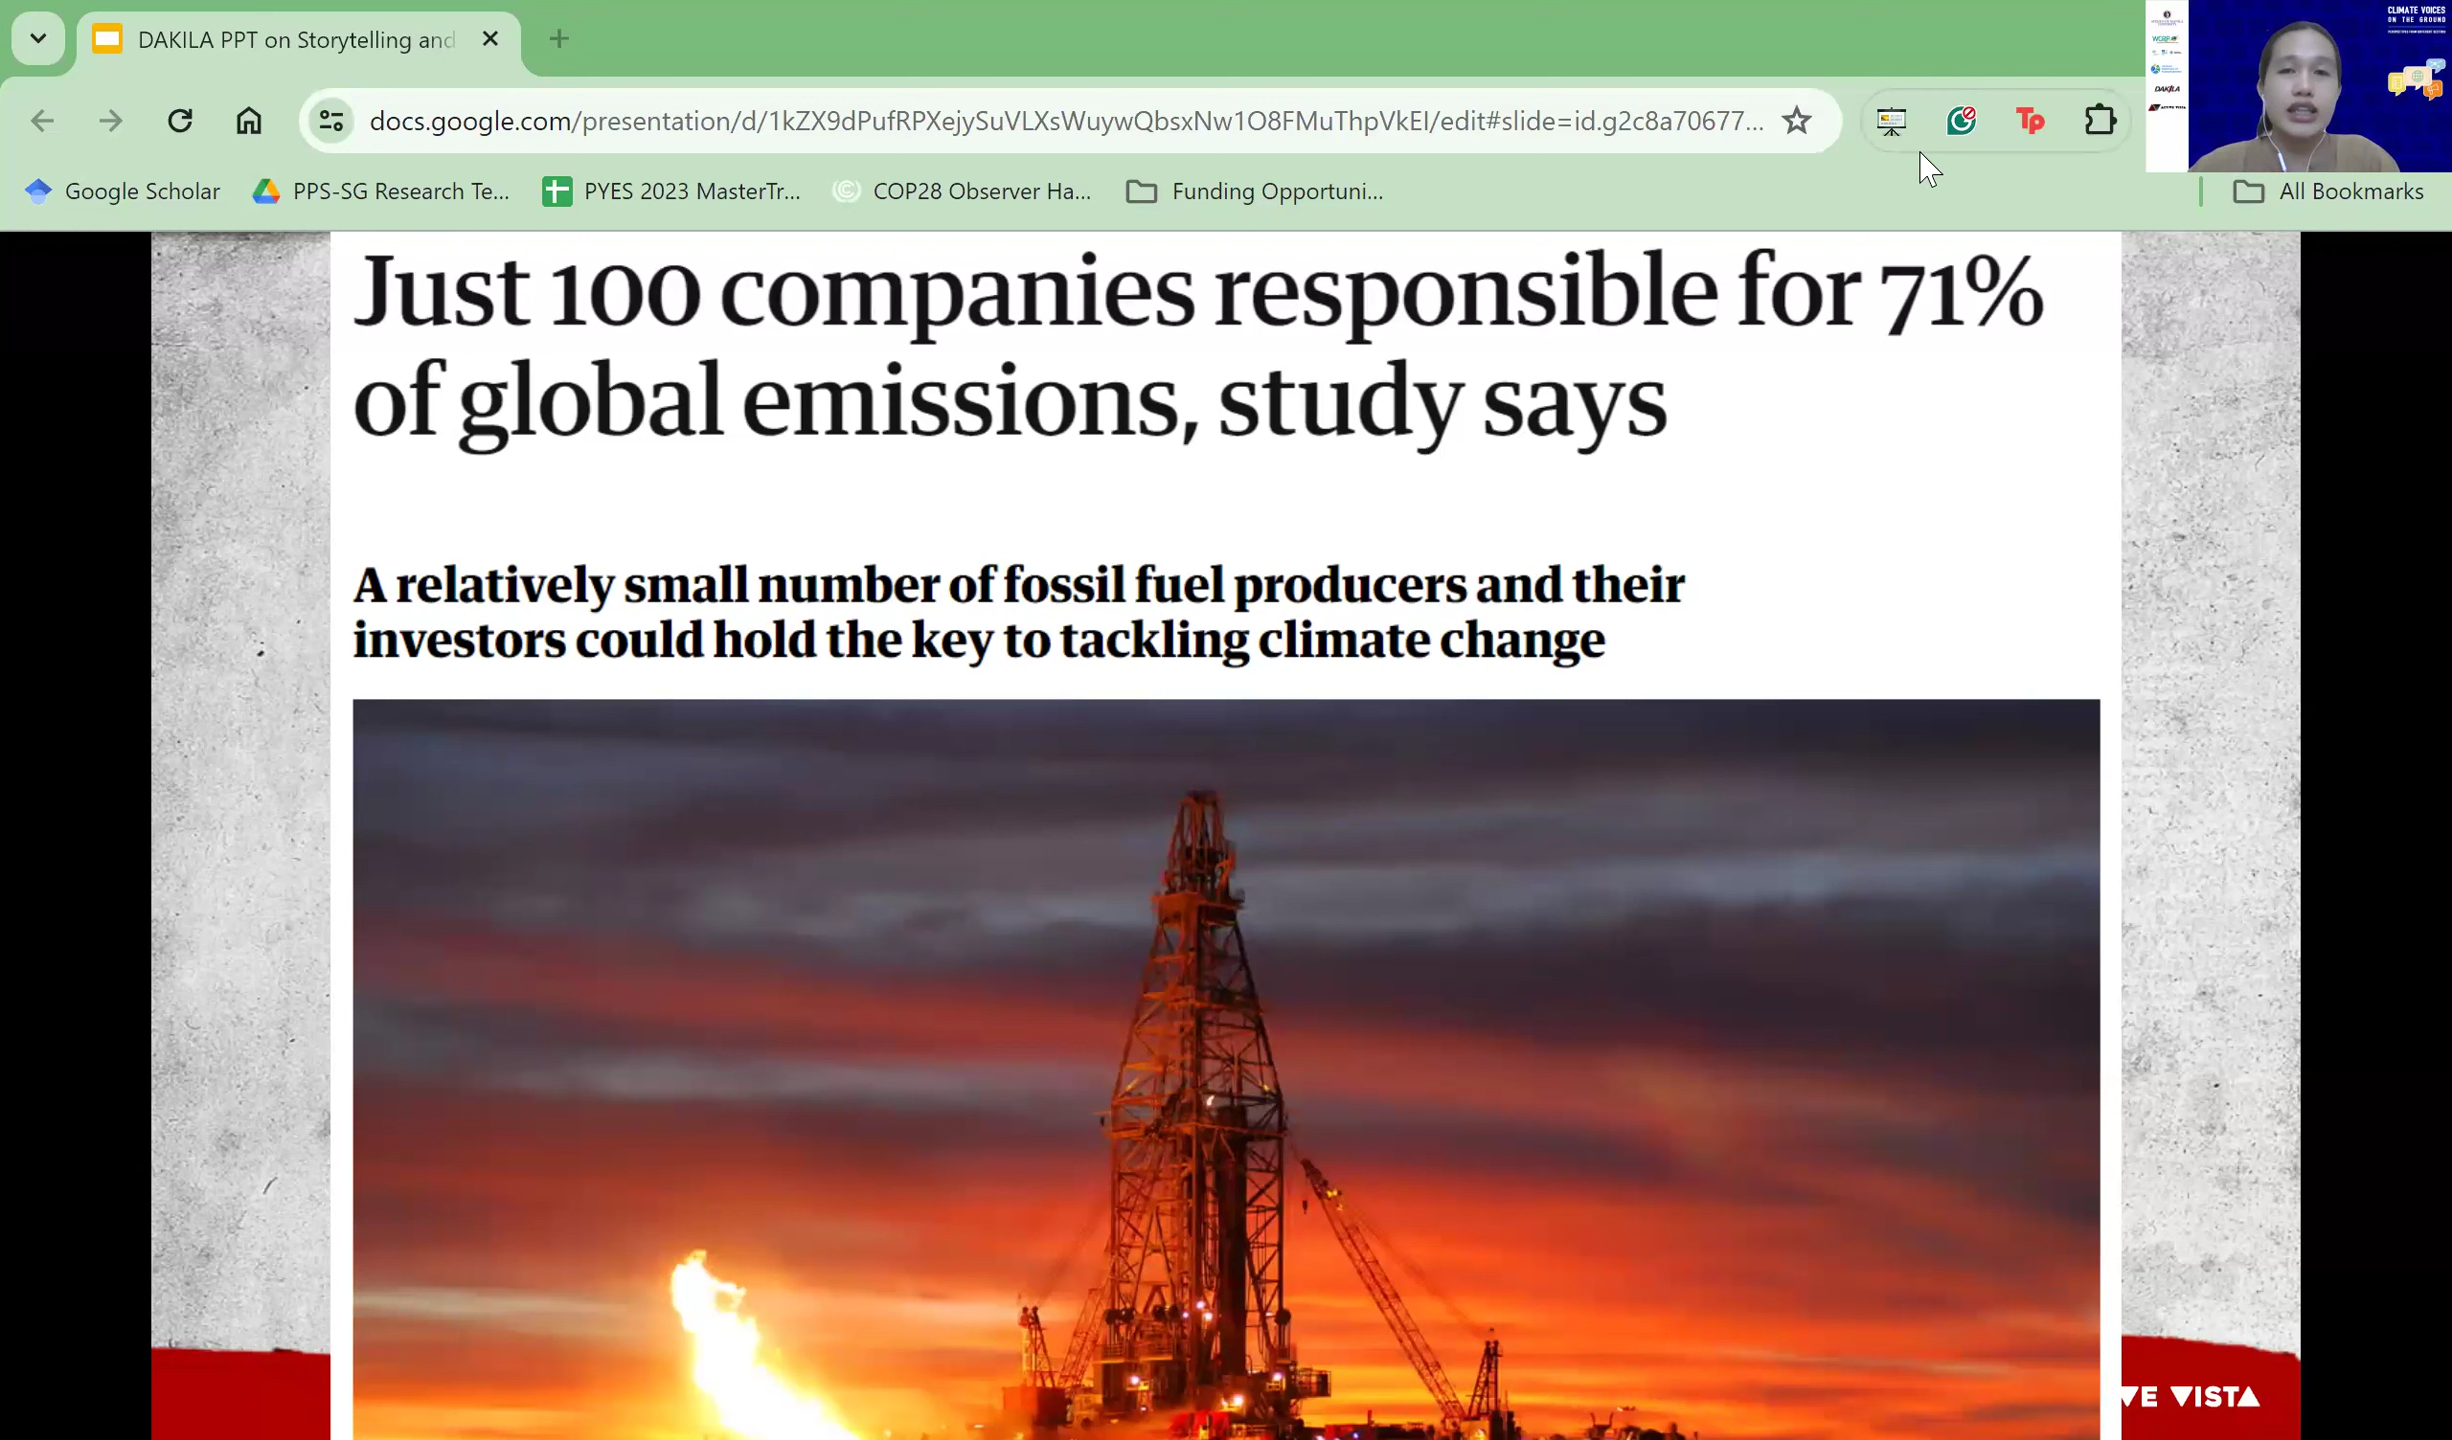 DAKILA PPT on Storytelling and
docs.google.com/presentation/d/1kZX9dPufRPXejySuVLXsWuywQbsxNw1O8FMuThpVkEI/edit#slide=id.g2c8a70677...
Tp
Google Scholar
PPS-SG Research Te...
PYES 2023 MasterTr...
COP28 Observer Ha...
Funding Opportuni...
All Bookmarks
CLIMATE VOICES
ON THE GROUND
DAKILA
Just 100 companies responsible for 71%
of global emissions, study says
A relatively small number of fossil fuel producers and their
investors could hold the key to tackling climate change
VE VISTA